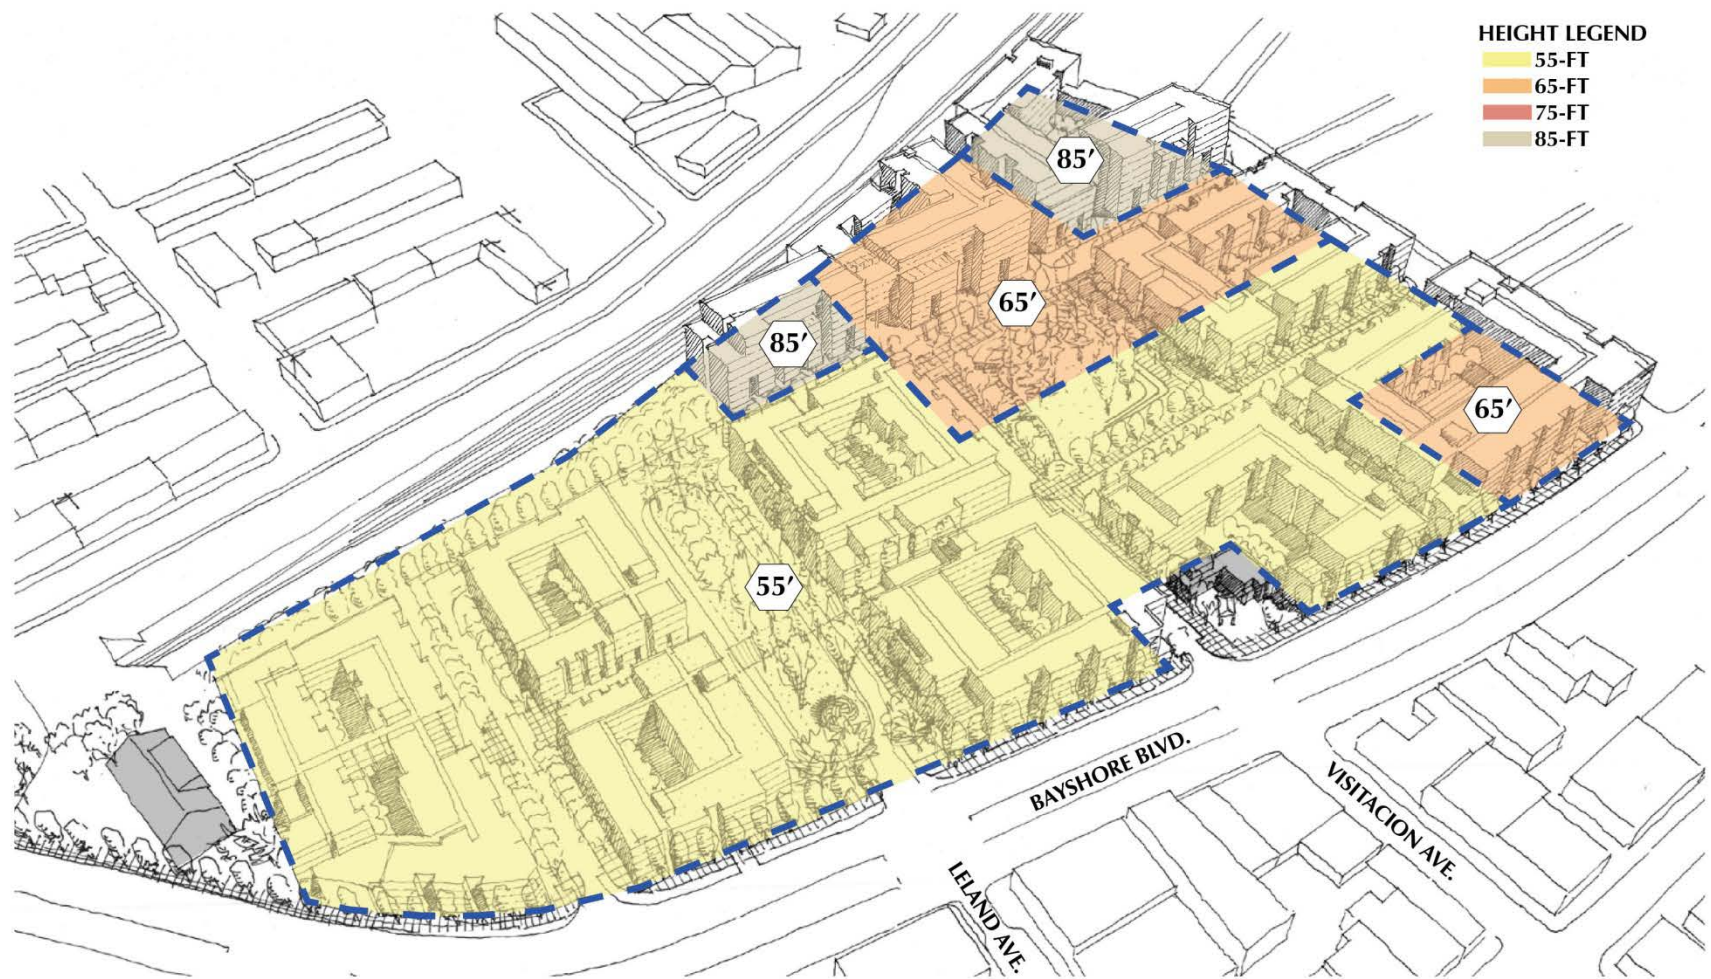 HEIGHT LEGEND
55-FT
65-FT
75-FT
85-FT
85′
65′
85′
65′
55′
BAYSHORE BLVD.
VISITACION AVE.
LELAND AVE.